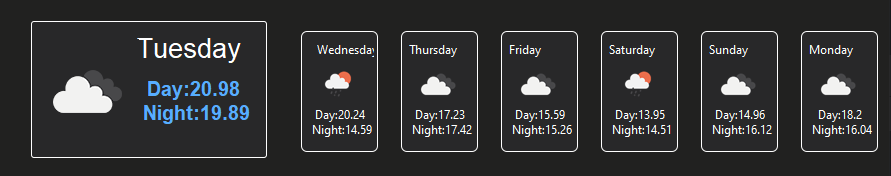 Tuesday
Day:20.98
Night:19.89
Wednesday
Day:20.24
Night:14.59
Thursday
Day:17.23
Night:17.42
Friday
Day:15.59
Night:15.26
Saturday
Day:13.95
Night:14.51
Sunday
Day:14.96
Night:16.12
Monday
Day:18.2
Night:16.04